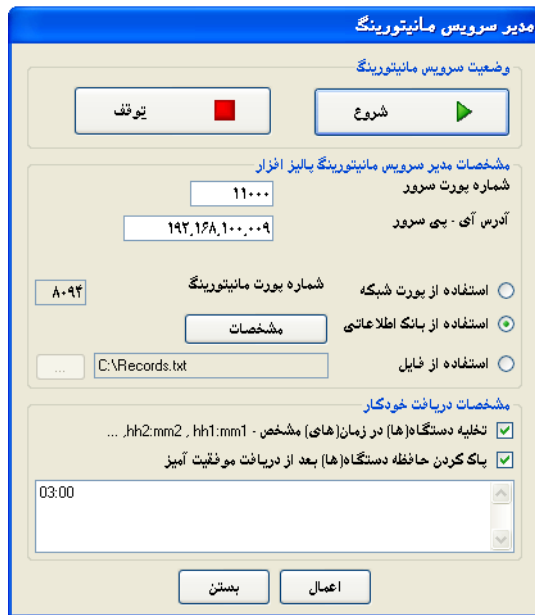 مدیر سرویس مانیتورینگ
وضعیت سرویس مانیتورینگ
شروع
توقف
مشخصات مدیر سرویس مانیتورینگ پالیز افزار
شماره پورت سرور
۱۱۰۰۰
آدرس آی - پی سرور
۱۹۲,۱۶۸,۱۰۰,۰۰۹
استفاده از پورت شبکه
شماره پورت مانیتورینگ
۸۰۹۴
استفاده از بانک اطلاعاتی
مشخصات
استفاده از فایل
C:\Records.txt
...
مشخصات دریافت خودکار
تخلیه دستگاه(ها) در زمان(های) مشخص - hh2:mm2 , hh1:mm1, ...
پاک کردن حافظه دستگاه(ها) بعد از دریافت موفقیت آمیز
03:00
اعمال
بستن